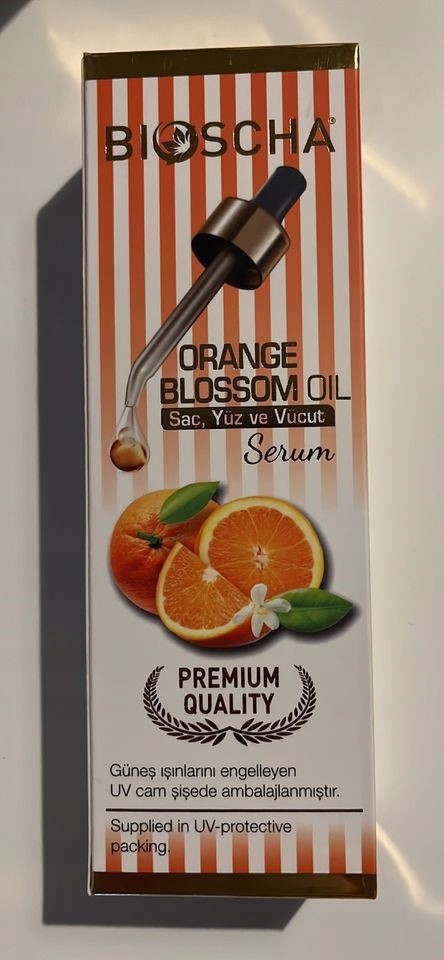 BIOSCHA®
ORANGE
BLOSSOM OIL
Saç, Yüz ve Vücut
Serum
PREMIUM
QUALITY
Güneş ışınlarını engelleyen
UV cam şişede ambalajlanmıştır.
Supplied in UV-protective
packing.